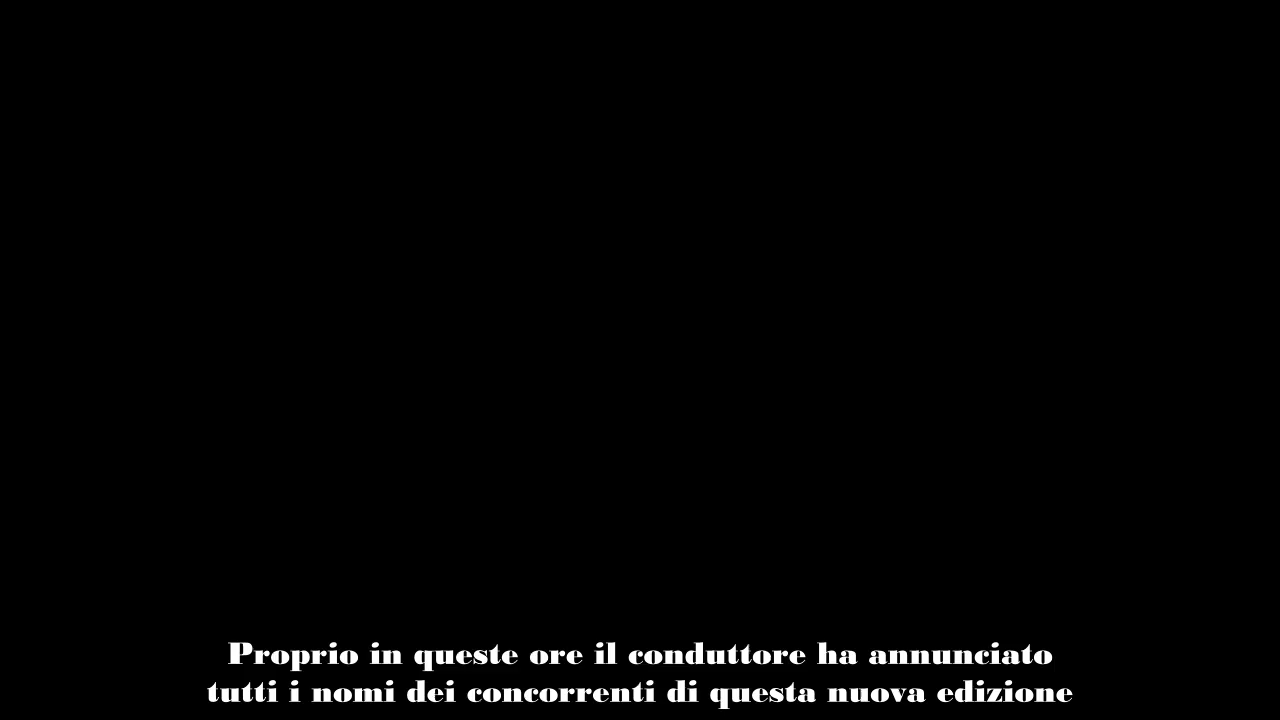 Proprio in queste ore il conduttore ha annunciato
tutti i nomi dei concorrenti di questa nuova edizione